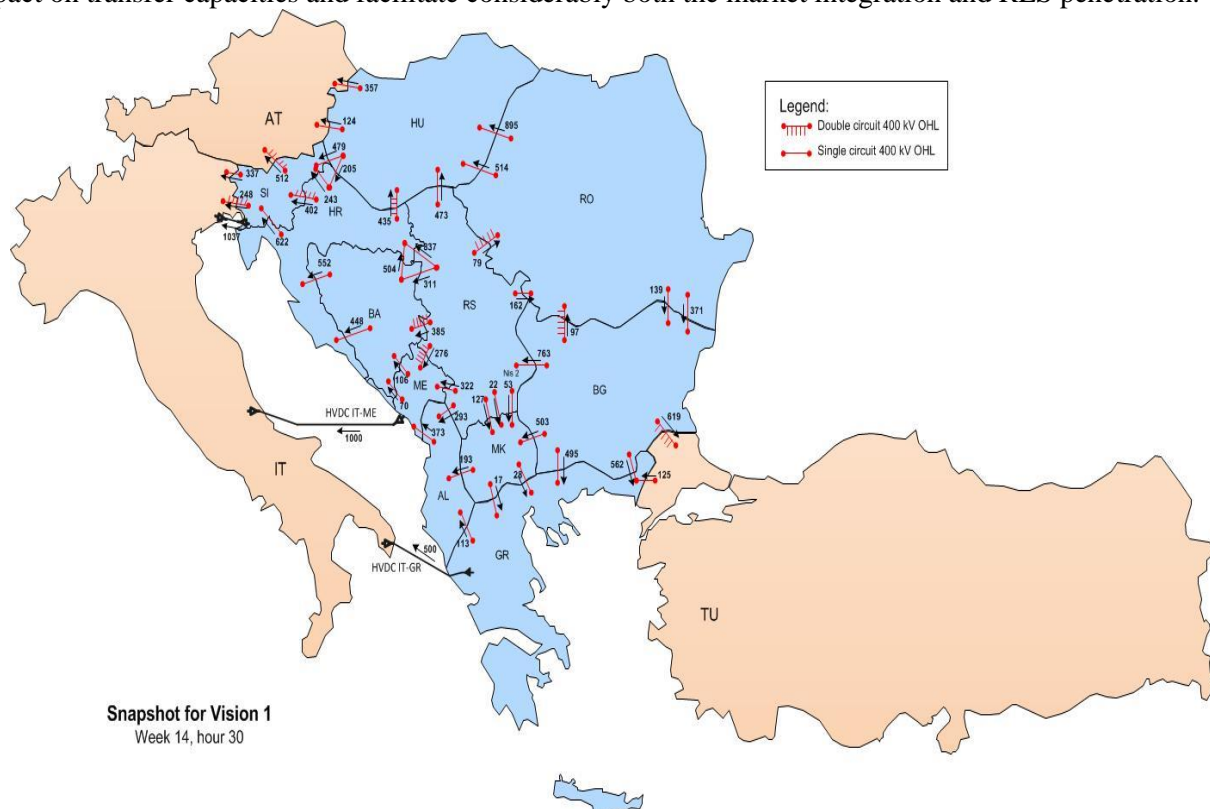 pact on transfer capacities and facilitate considerably both the market integration and RES penetration.
357
AT
HU
124
895
479
514
337
512
205
SI
248
243
RO
402
HR
473
435
1037
622
837
79
552
504
311
139
RS
162
371
BA
448
97
385
276
763
Nis 2
106
322
22
53
BG
ME
127
70
HVDC IT-ME
293
619
1000
373
503
MK
495
193
562
IT
28
125
17
AL
113
500
GR
HVDC IT-GR
TU
Legend:
Double circuit 400 kV OHL
Single circuit 400 kV OHL
Snapshot for Vision 1
Week 14, hour 30